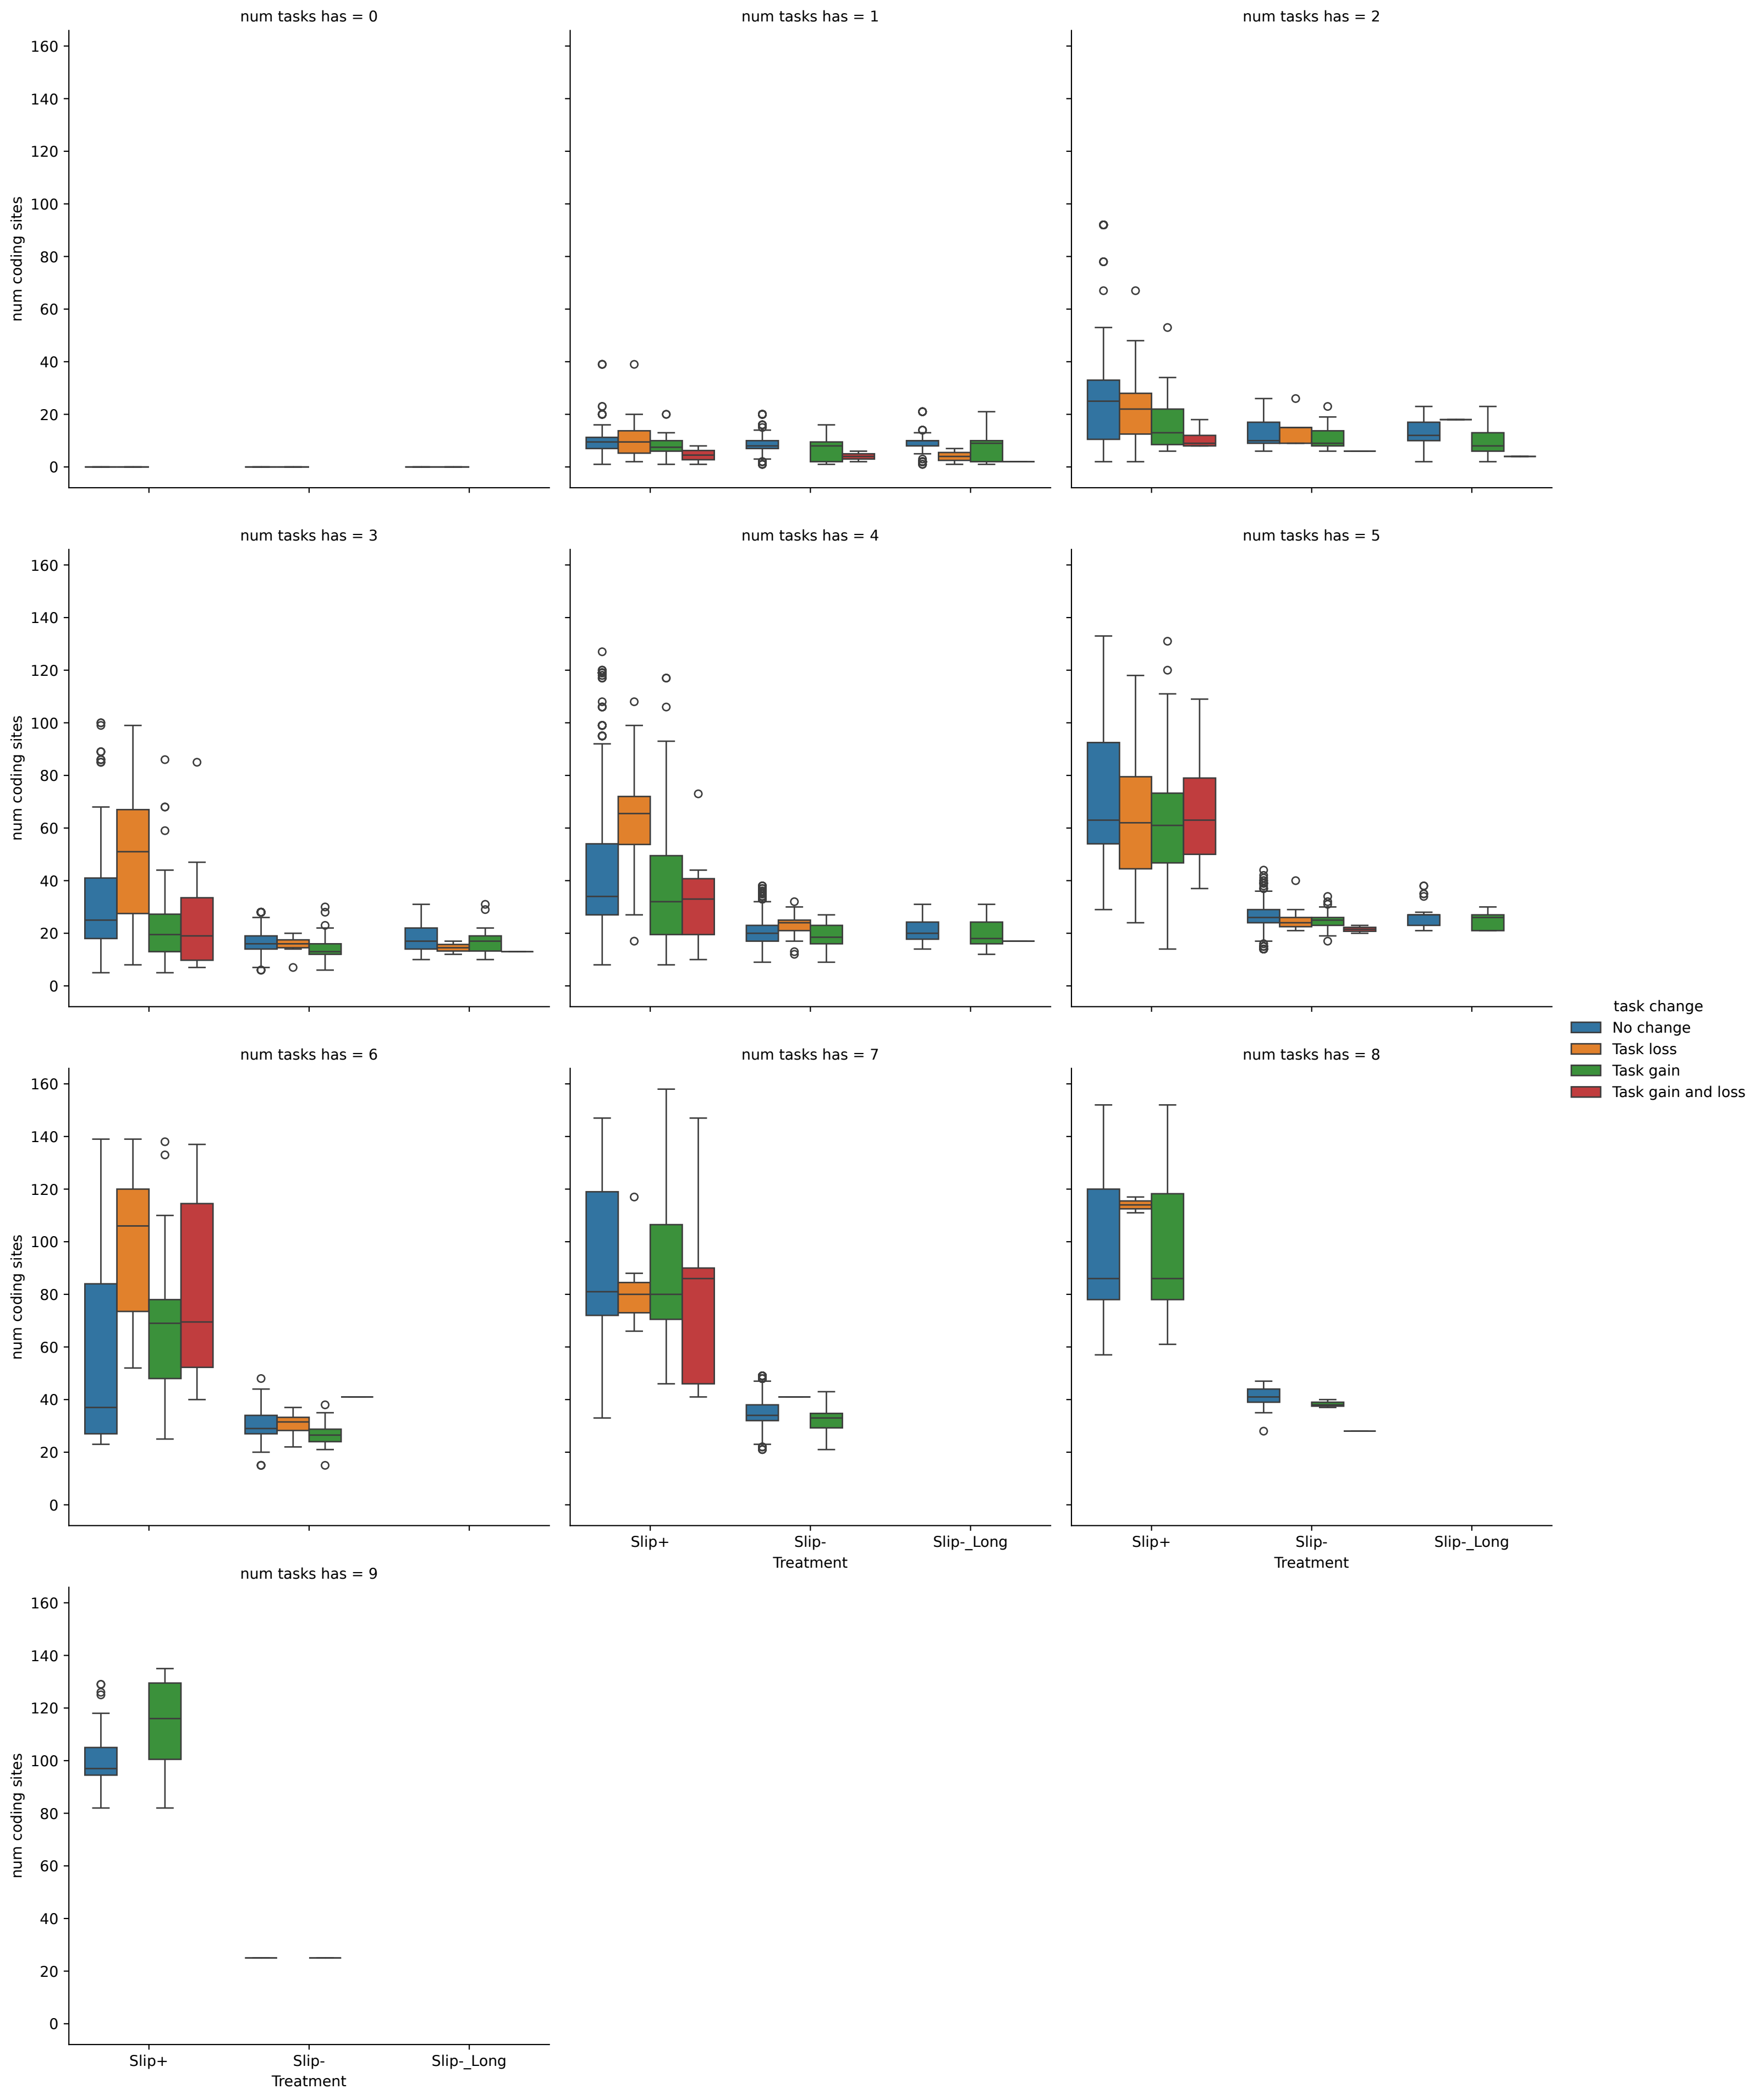 num tasks has = 0
num tasks has = 1
num tasks has = 2
160
140
120
100
80
60
40
20
0
num coding sites
num tasks has = 3
num tasks has = 4
num tasks has = 5
160
140
120
100
80
60
40
20
0
num coding sites
task change
No change
Task loss
Task gain
Task gain and loss
num tasks has = 6
num tasks has = 7
num tasks has = 8
160
140
120
100
80
60
40
20
0
num coding sites
Slip+ Slip- Slip-_Long
Treatment
Slip+ Slip- Slip-_Long
Treatment
num tasks has = 9
160
140
120
100
80
60
40
20
0
num coding sites
Slip+ Slip- Slip-_Long
Treatment